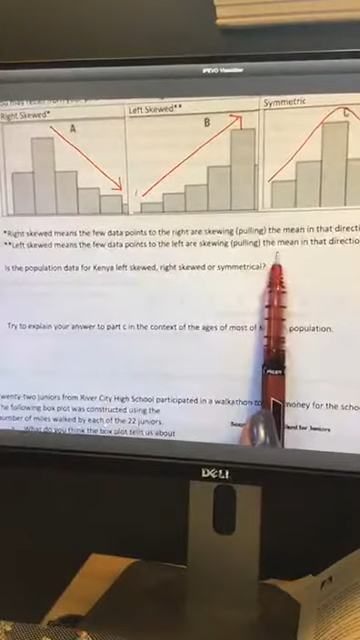 Right Skewed* Left Skewed** Symmetric
A B C
*Right skewed means the few data points to the right are skewing (pulling) the mean in that directi
**Left skewed means the few data points to the left are skewing (pulling) the mean in that directio
Is the population data for Kenya left skewed, right skewed or symmetrical?
Try to explain your answer to part c in the context of the ages of most of population.
wenty-two juniors from River City High School participated in a walkathon to money for the scho
he following box plot was constructed using the
number of miles walked by each of the 22 juniors.
What do you think the box plot tells us about
for Juniors
PILOT
DELL